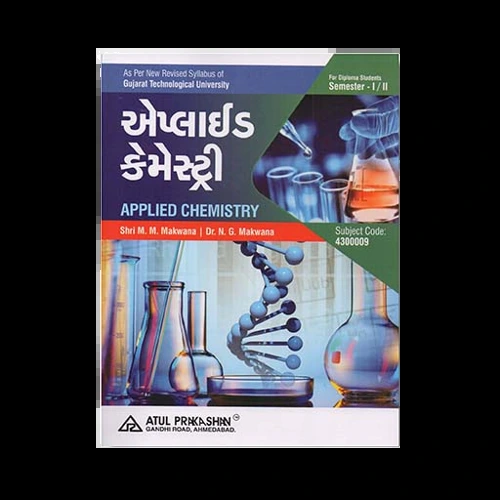 As Per New Revised Syllabus of
Gujarat Technological University
For Diploma Students
Semester - I / II
એપ્લાઈડ
કેમેસ્ટ્રી
APPLIED CHEMISTRY
Shri M. M. Makwana | Dr. N. G. Makwana
Subject Code:
4300009
ATUL PRAKASHAN
GANDHI ROAD, AHMEDABAD.